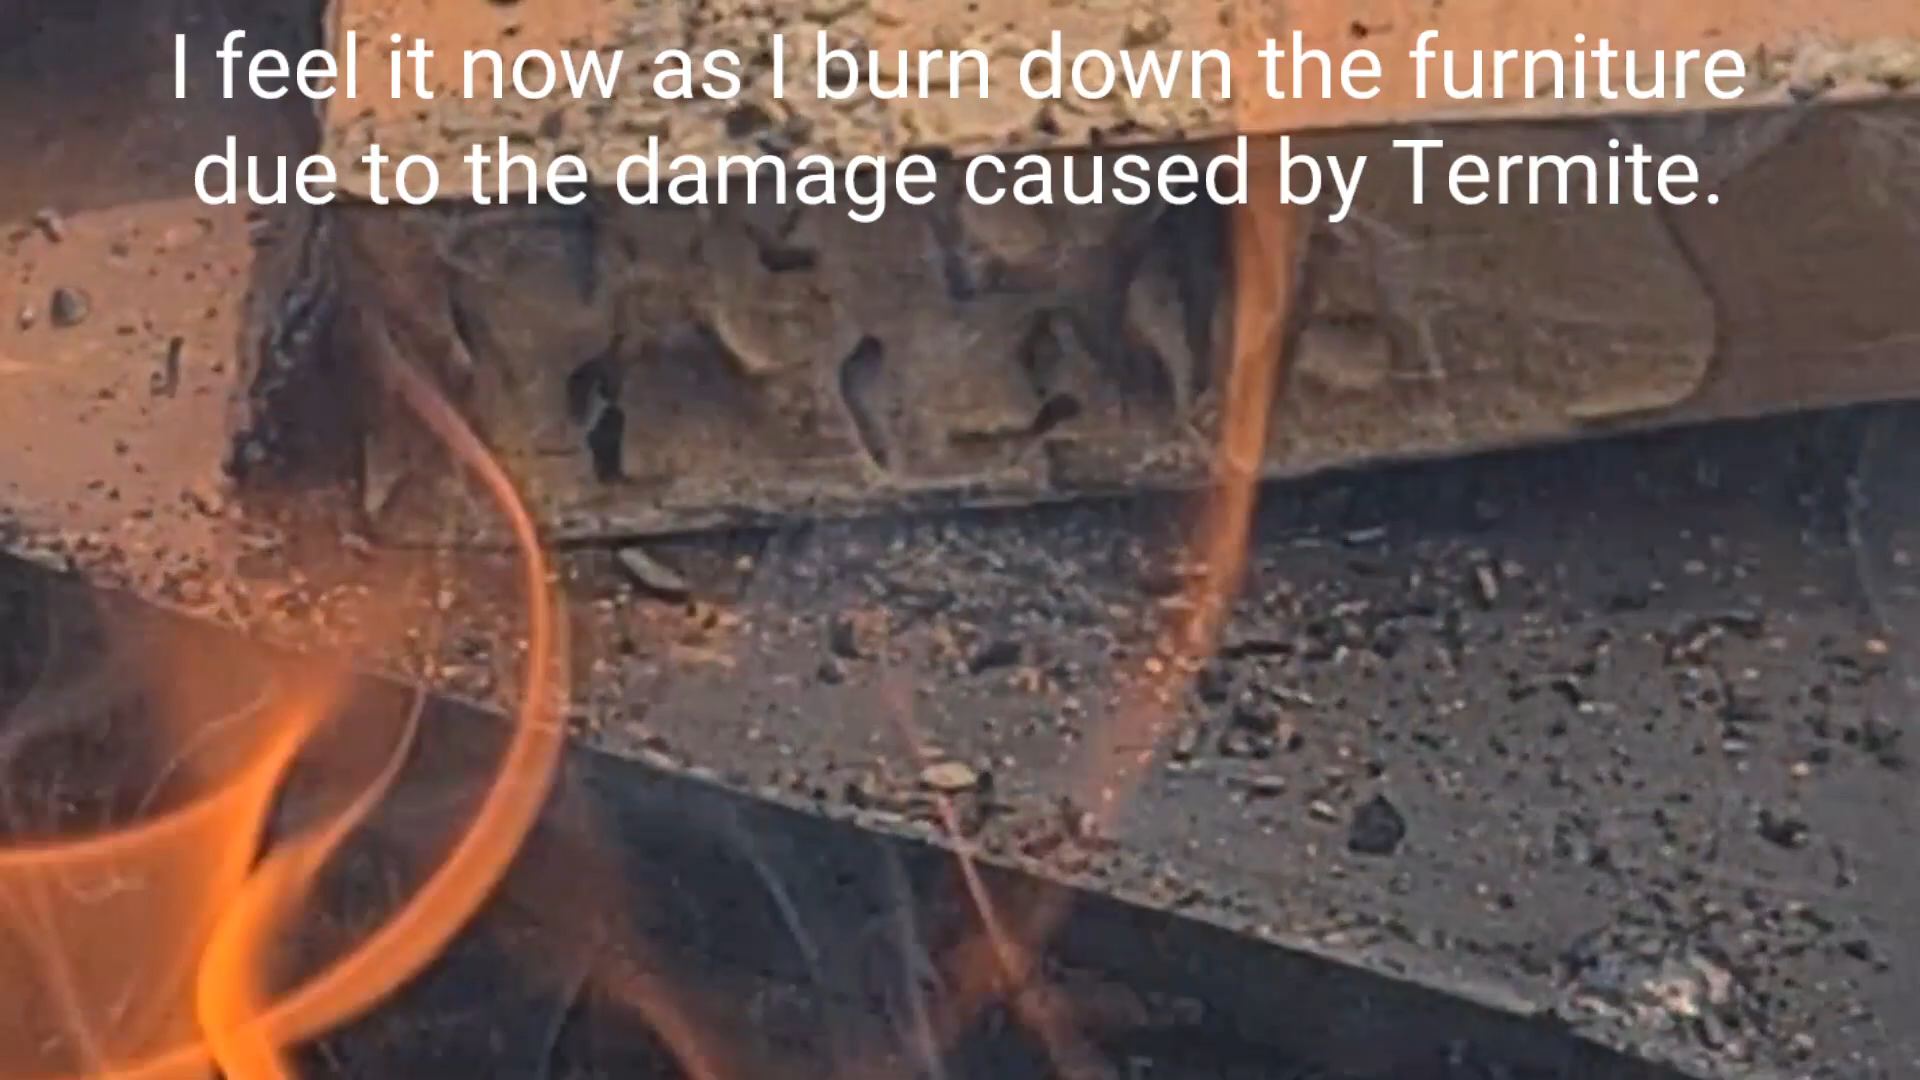 I feel it now as I burn down the furniture
due to the damage caused by Termite.